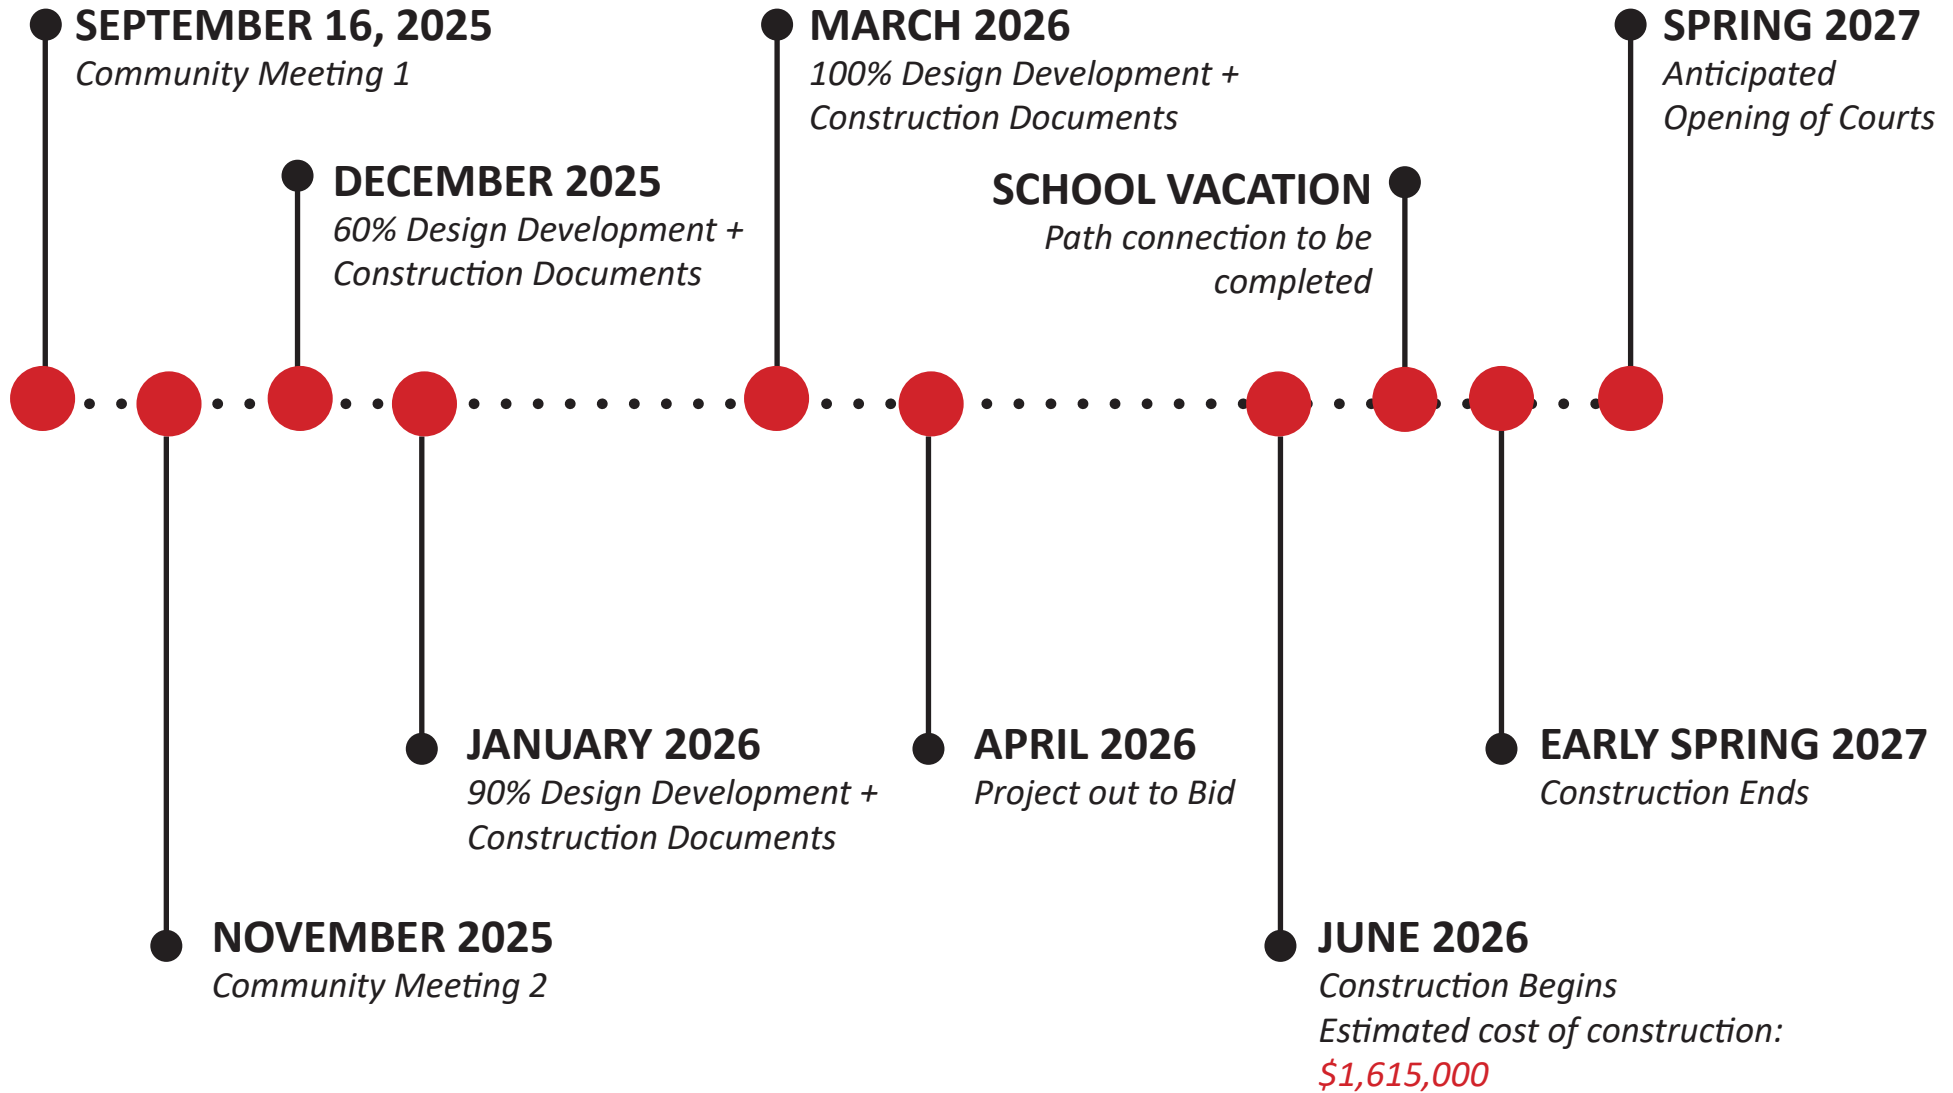 SEPTEMBER 16, 2025
Community Meeting 1
MARCH 2026
100% Design Development +
Construction Documents
SPRING 2027
Anticipated
Opening of Courts
DECEMBER 2025
60% Design Development +
Construction Documents
SCHOOL VACATION
Path connection to be
completed
JANUARY 2026
90% Design Development +
Construction Documents
APRIL 2026
Project out to Bid
EARLY SPRING 2027
Construction Ends
NOVEMBER 2025
Community Meeting 2
JUNE 2026
Construction Begins
Estimated cost of construction:
$1,615,000